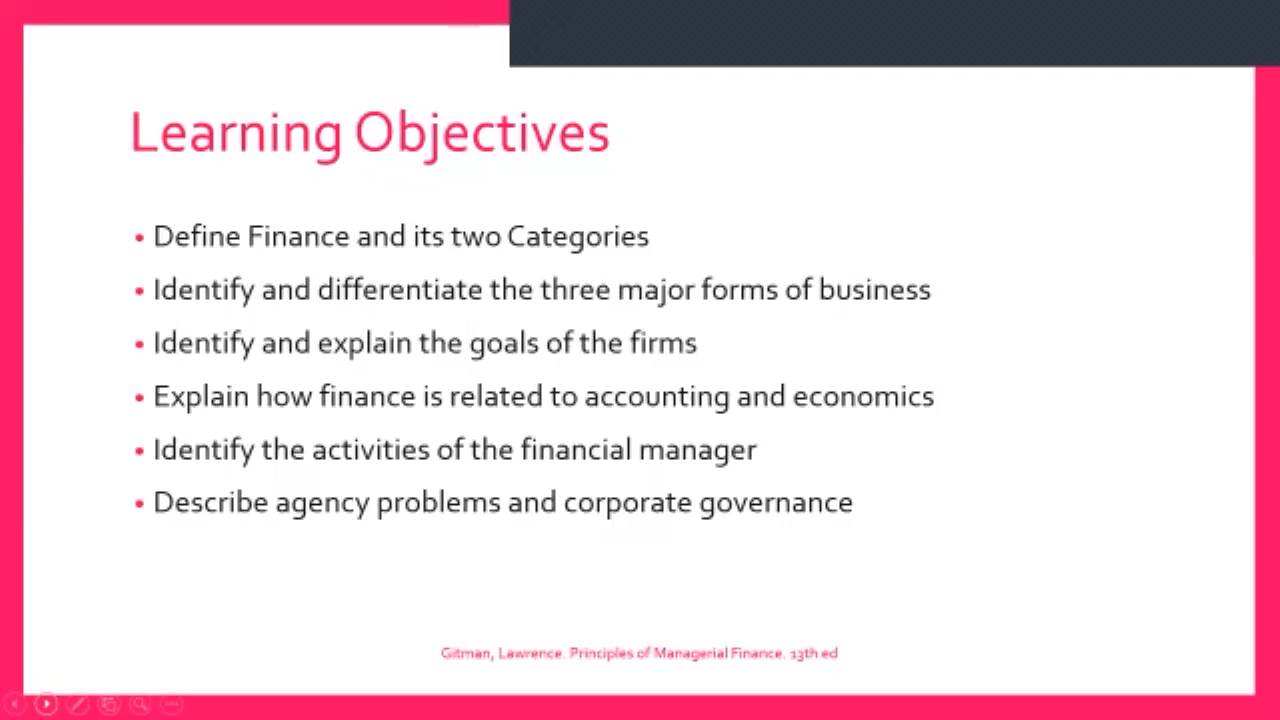 Learning Objectives
• Define Finance and its two Categories
• Identify and differentiate the three major forms of business
• Identify and explain the goals of the firms
• Explain how finance is related to accounting and economics
• Identify the activities of the financial manager
• Describe agency problems and corporate governance
Gitman, Lawrence. Principles of Managerial Finance. 13th ed